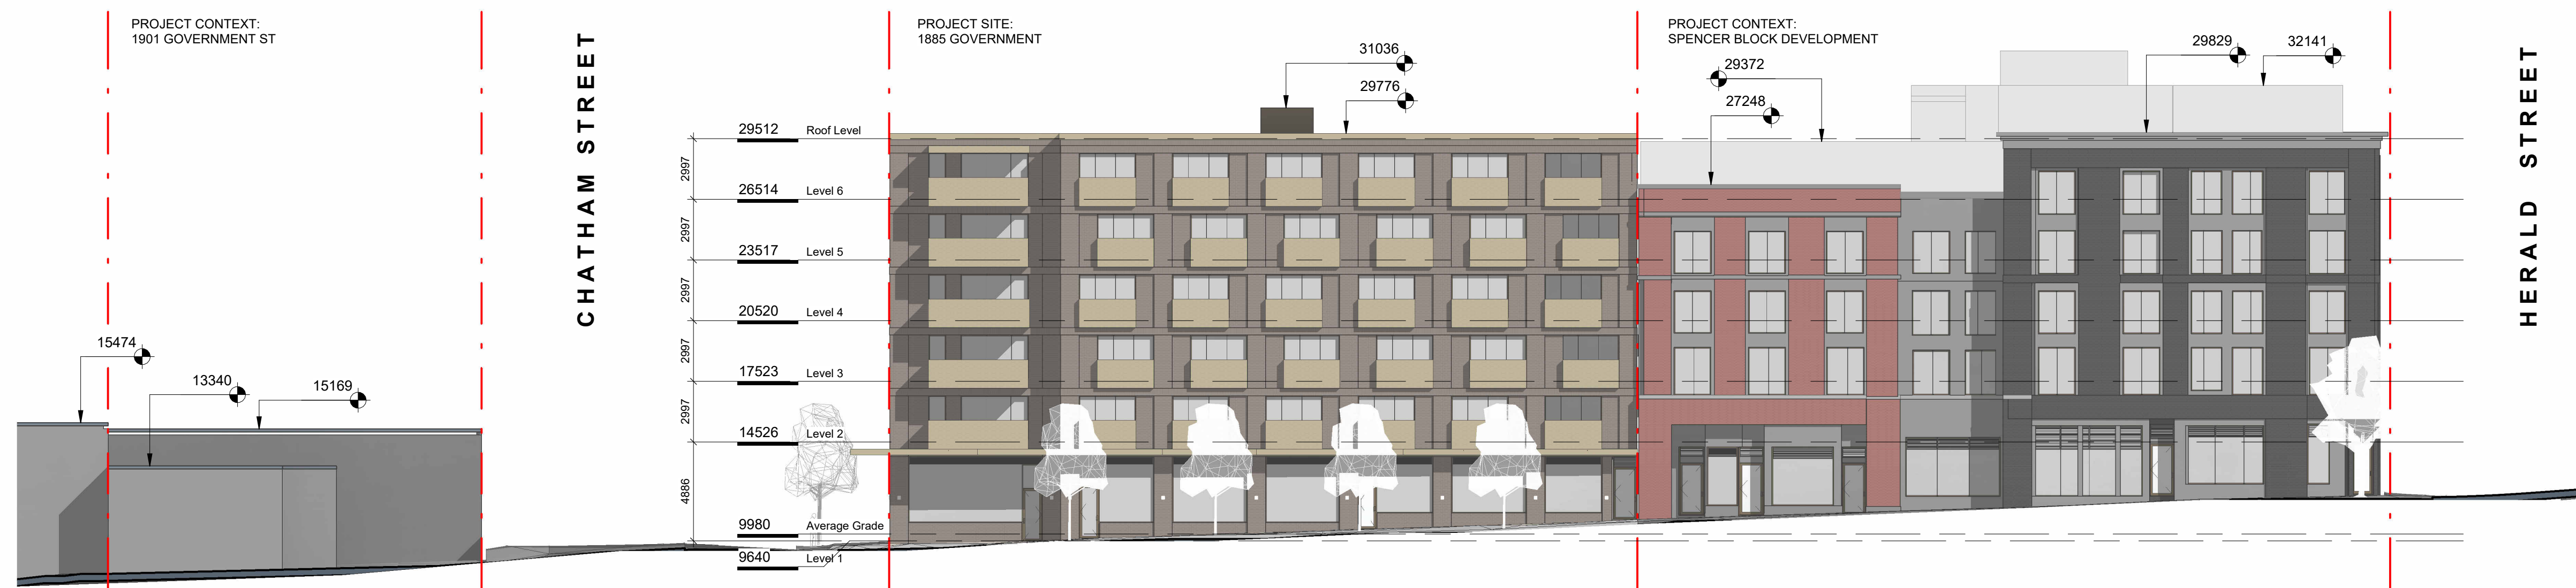 PROJECT CONTEXT:
1901 GOVERNMENT ST
CHATHAM STREET
PROJECT SITE:
1885 GOVERNMENT
PROJECT CONTEXT:
SPENCER BLOCK DEVELOPMENT
HERALD STREET
31036
29776
29372
27248
29829
32141
15474
13340
15169
29512 Roof Level
2997
26514 Level 6
2997
23517 Level 5
2997
20520 Level 4
2997
17523 Level 3
2997
14526 Level 2
4886
9980 Average Grade
9640 Level 1